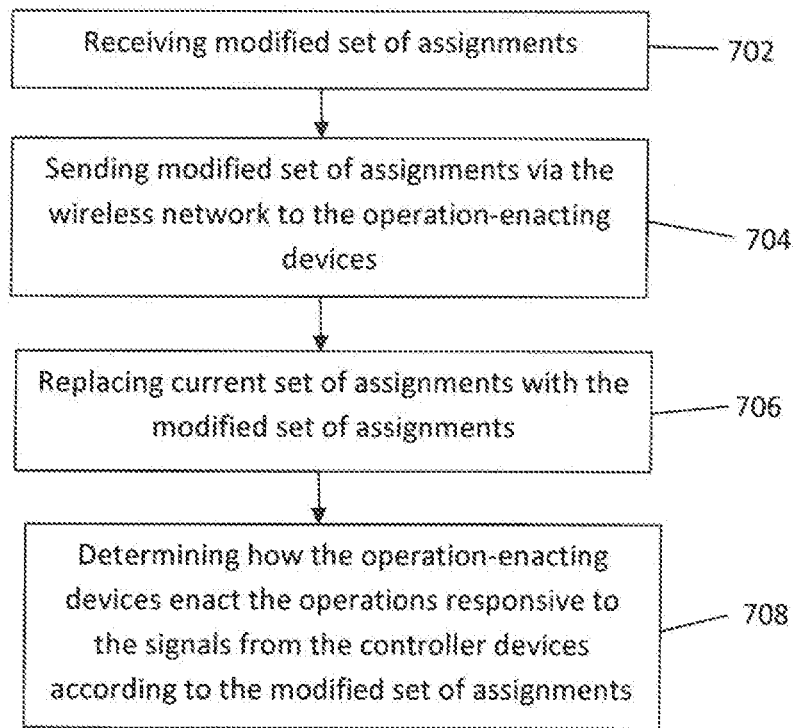 Receiving modified set of assignments
702
Sending modified set of assignments via the
wireless network to the operation-enacting
devices
704
Replacing current set of assignments with the
modified set of assignments
706
Determining how the operation-enacting
devices enact the operations responsive to
the signals from the controller devices
according to the modified set of assignments
708